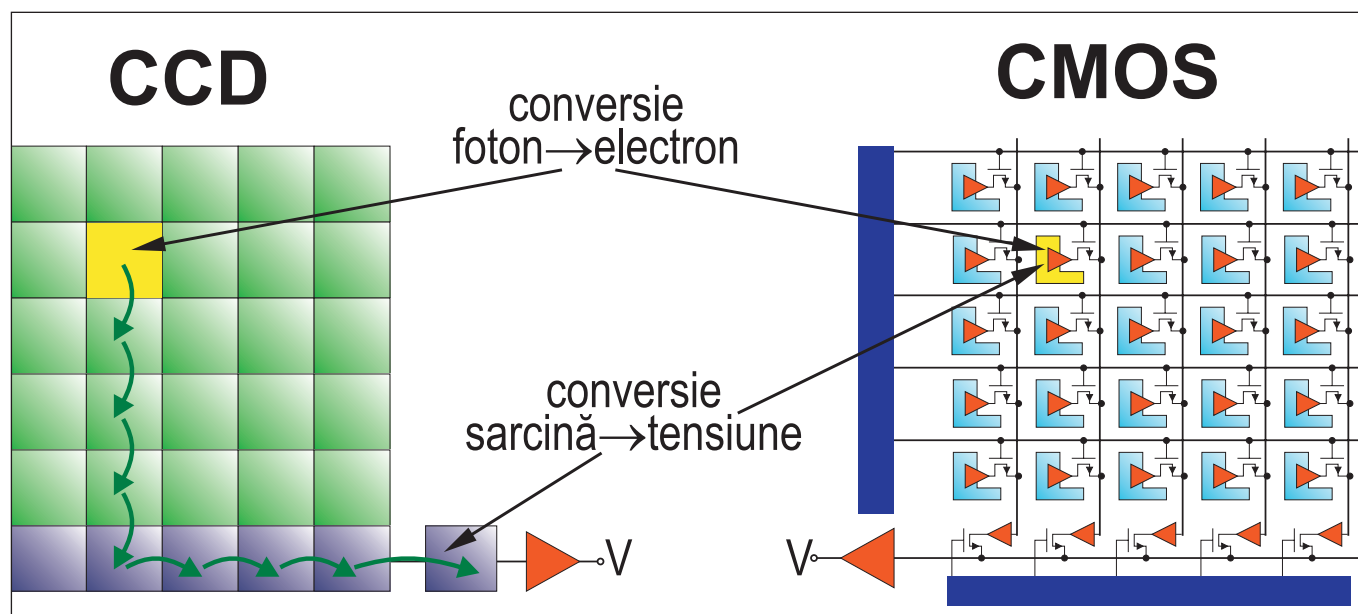 CCD
CMOS
conversie
foton→electron
conversie
sarcină→tensiune
V
V